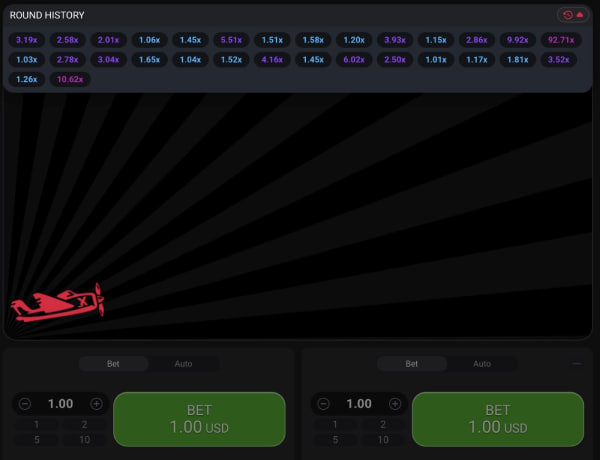 ROUND HISTORY
3.19x 2.58x 2.01x 1.06x 1.45x 5.51x 1.51x 1.58x 1.20x 3.93x 1.15x 2.86x 9.92x 92.71x
1.03x 2.78x 3.04x 1.65x 1.04x 1.52x 4.16x 1.45x 6.02x 2.50x 1.01x 1.17x 1.81x 3.52x
1.26x 10.62x
X
Bet Auto
1.00
1 2
5 10
BET
1.00 USD
Bet Auto
1.00
1 2
5 10
BET
1.00 USD